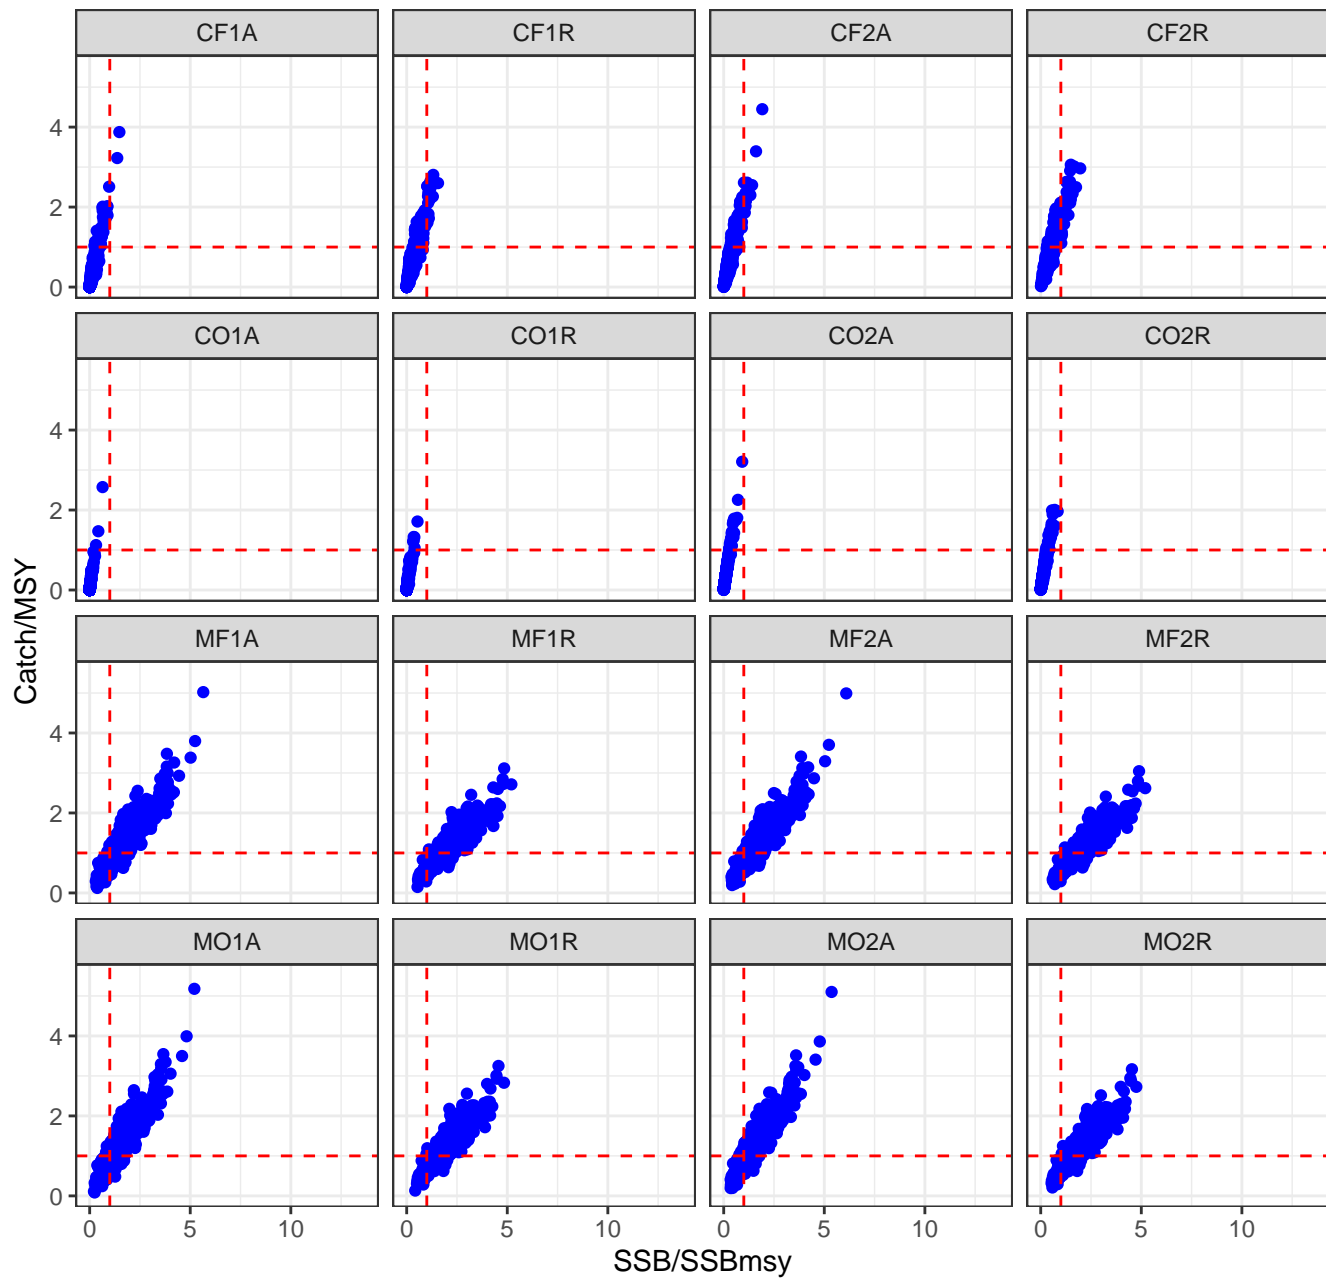 CF1A CF1R CF2A CF2R
4
2
0
CO1A CO1R CO2A CO2R
4
2
0
MF1A MF1R MF2A MF2R
4
2
0
MO1A MO1R MO2A MO2R
4
2
0
0 5 10 0 5 10 0 5 10 0 5 10
SSB/SSBmsy
Catch/MSY